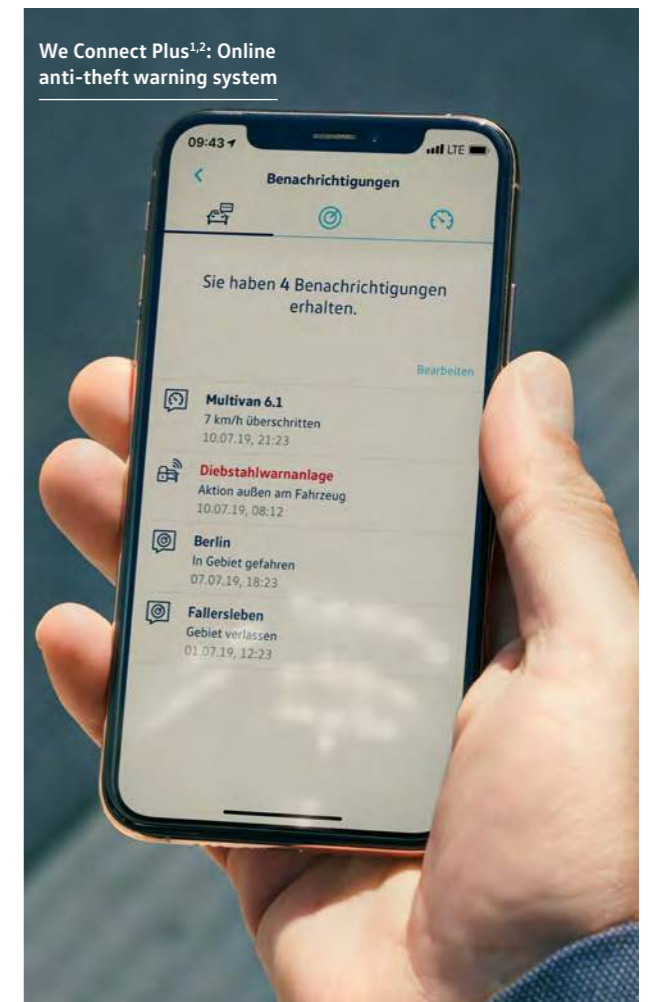 We Connect Plus1,2: Online
anti-theft warning system
09:43
LTE
Benachrichtigungen
Sie haben 4 Benachrichtigungen
erhalten.
Bearbeiten
Multivan 6.1
7 km/h überschritten
10.07.19, 21:23
Diebstahlwarnanlage
Aktion außen am Fahrzeug
10.07.19, 08:12
Berlin
In Gebiet gefahren
07.07.19, 18:23
Fallersleben
Gebiet verlassen
01.07.19, 12:23